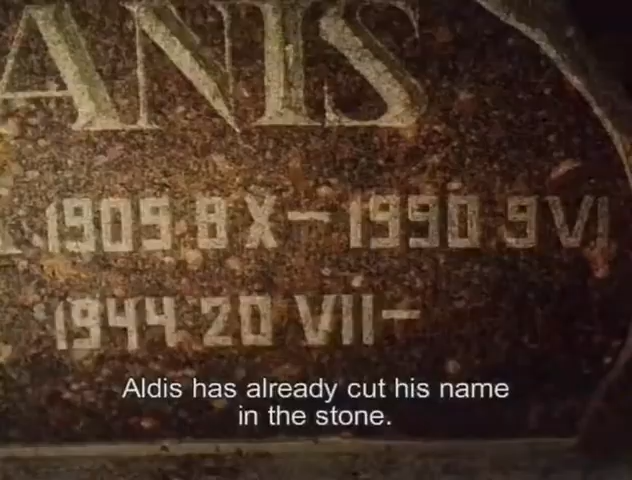 ANIS
1905 8 X – 1990 9 VI
1944 20 VII –
Aldis has already cut his name
in the stone.